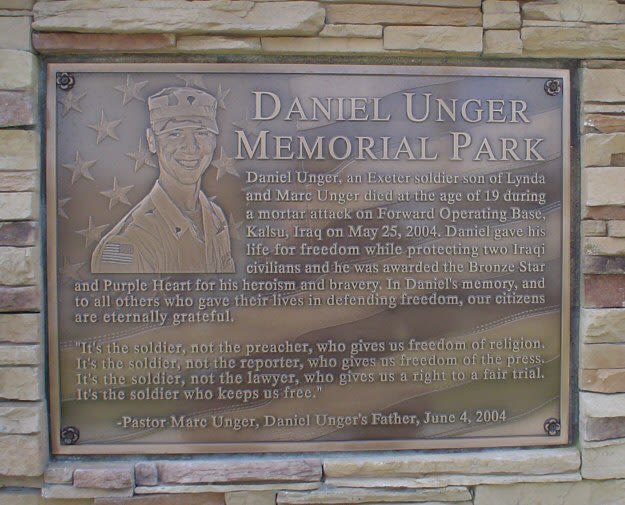 DANIEL UNGER
MEMORIAL PARK
Daniel Unger, an Exeter soldier son of Lynda
and Marc Unger died at the age of 19 during
a mortar attack on Forward Operating Base,
Kalsu, Iraq on May 25, 2004. Daniel gave his
life for freedom while protecting two Iraqi
civilians and he was awarded the Bronze Star
and Purple Heart for his heroism and bravery. In Daniel's memory, and
to all others who gave their lives in defending freedom, our citizens
are eternally grateful.
"It's the soldier, not the preacher, who gives us freedom of religion.
It's the soldier, not the reporter, who gives us freedom of the press.
It's the soldier, not the lawyer, who gives us a right to a fair trial.
It's the soldier who keeps us free."
-Pastor Marc Unger, Daniel Unger's Father, June 4, 2004